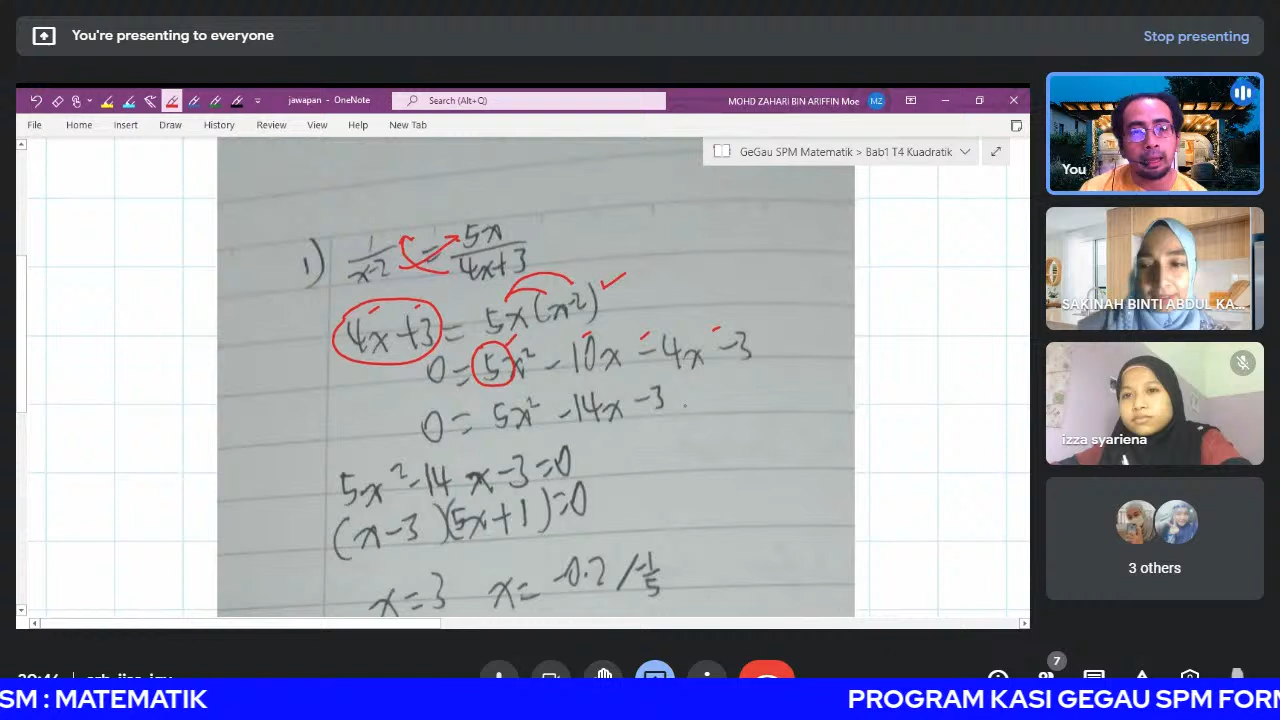 You're presenting to everyone
Stop presenting
jawapan - OneNote
Search (Alt+Q)
MOHD ZAHARI BIN ARIFFIN Moe
MZ
File Home Insert Draw History Review View Help New Tab
GeGau SPM Matematik > Bab1 T4 Kuadratik
1) 1/(x-2) = 5x/(4x+3)
4x+3 = 5x(x-2)
0 = 5x² - 10x - 4x - 3
0 = 5x² - 14x - 3
5x² - 14x - 3 = 0
(x-3)(5x+1) = 0
x = 3 x = -0.2 / -1/5
You
SAKINAH BINTI ABDUL KA...
izza syariena
3 others
7
SM : MATEMATIK
PROGRAM KASI GEGAU SPM FORM